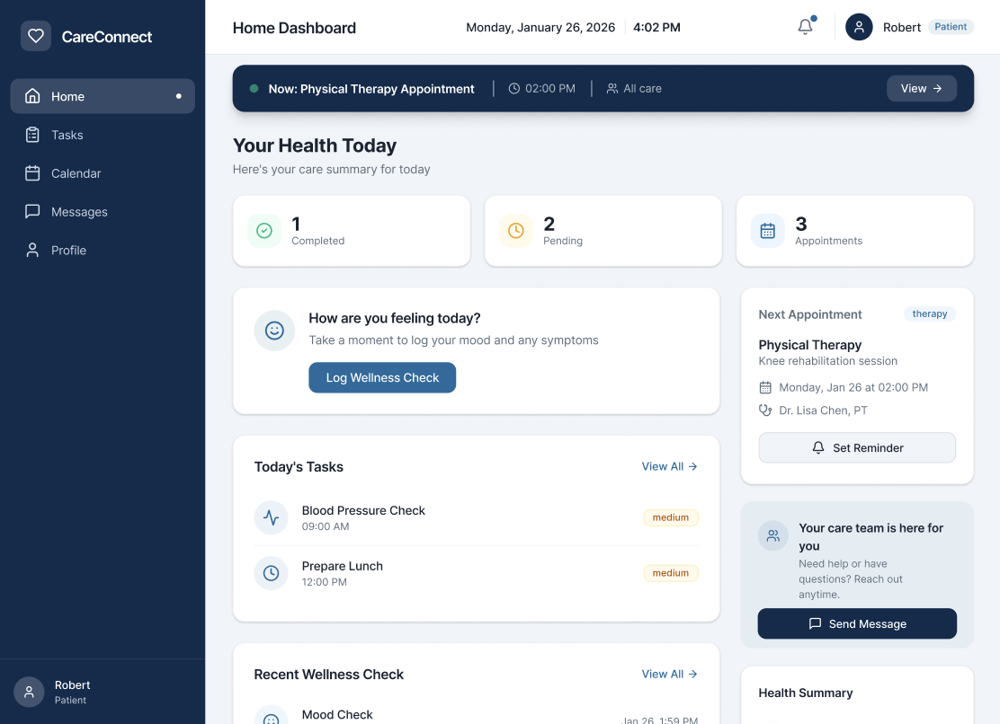 CareConnect
Home
Tasks
Calendar
Messages
Profile
Robert
Patient
Home Dashboard
Monday, January 26, 2026
4:02 PM
Robert
Patient
Now: Physical Therapy Appointment
02:00 PM
All care
View →
Your Health Today
Here's your care summary for today
1
Completed
2
Pending
3
Appointments
How are you feeling today?
Take a moment to log your mood and any symptoms
Log Wellness Check
Today's Tasks
View All →
Blood Pressure Check
09:00 AM
medium
Prepare Lunch
12:00 PM
medium
Recent Wellness Check
View All →
Mood Check
Jan 26, 1:59 PM
Next Appointment
therapy
Physical Therapy
Knee rehabilitation session
Monday, Jan 26 at 02:00 PM
Dr. Lisa Chen, PT
Set Reminder
Your care team is here for
you
Need help or have
questions? Reach out
anytime.
Send Message
Health Summary